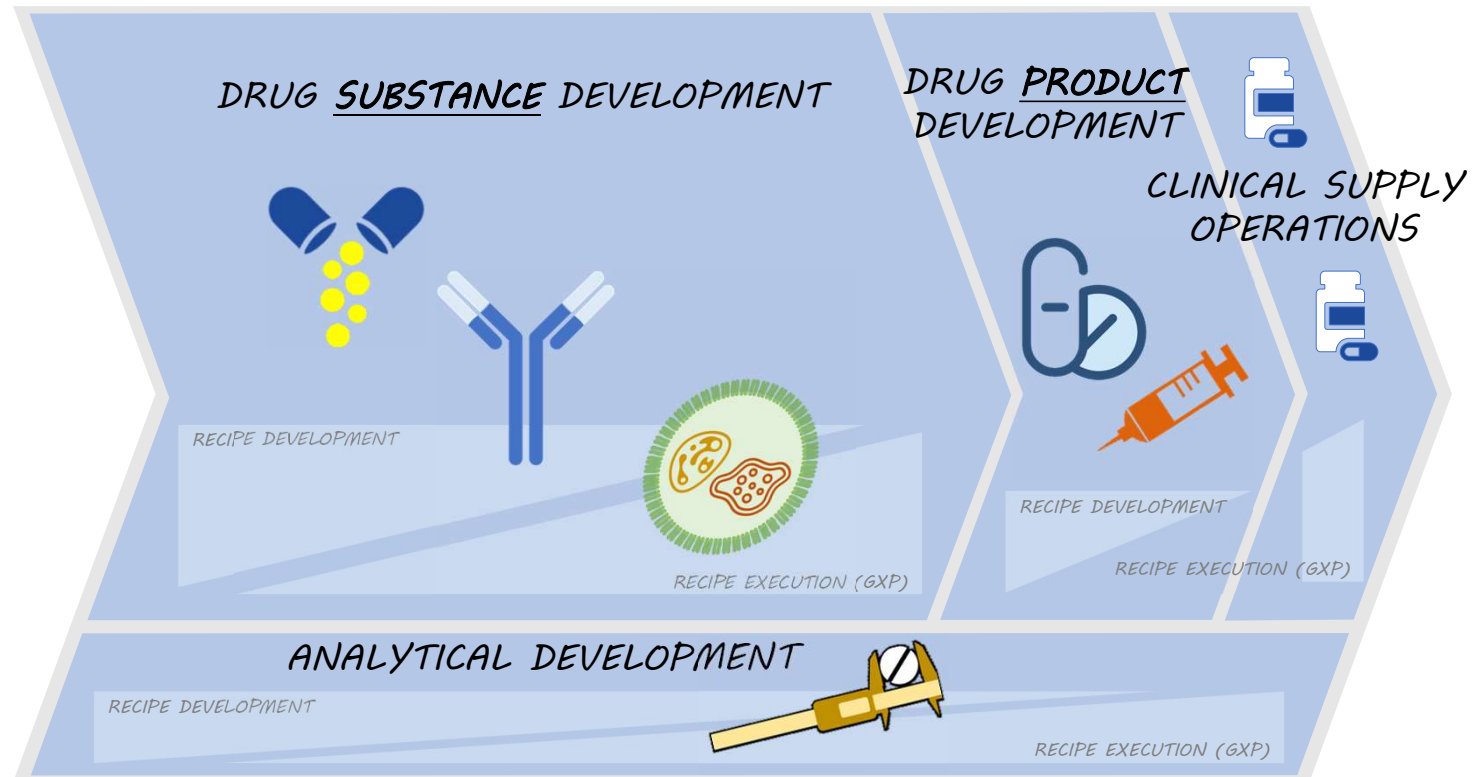 DRUG SUBSTANCE DEVELOPMENT
DRUG PRODUCT
DEVELOPMENT
CLINICAL SUPPLY
OPERATIONS
RECIPE DEVELOPMENT
RECIPE EXECUTION (GXP)
RECIPE DEVELOPMENT
RECIPE EXECUTION (GXP)
ANALYTICAL DEVELOPMENT
RECIPE DEVELOPMENT
RECIPE EXECUTION (GXP)